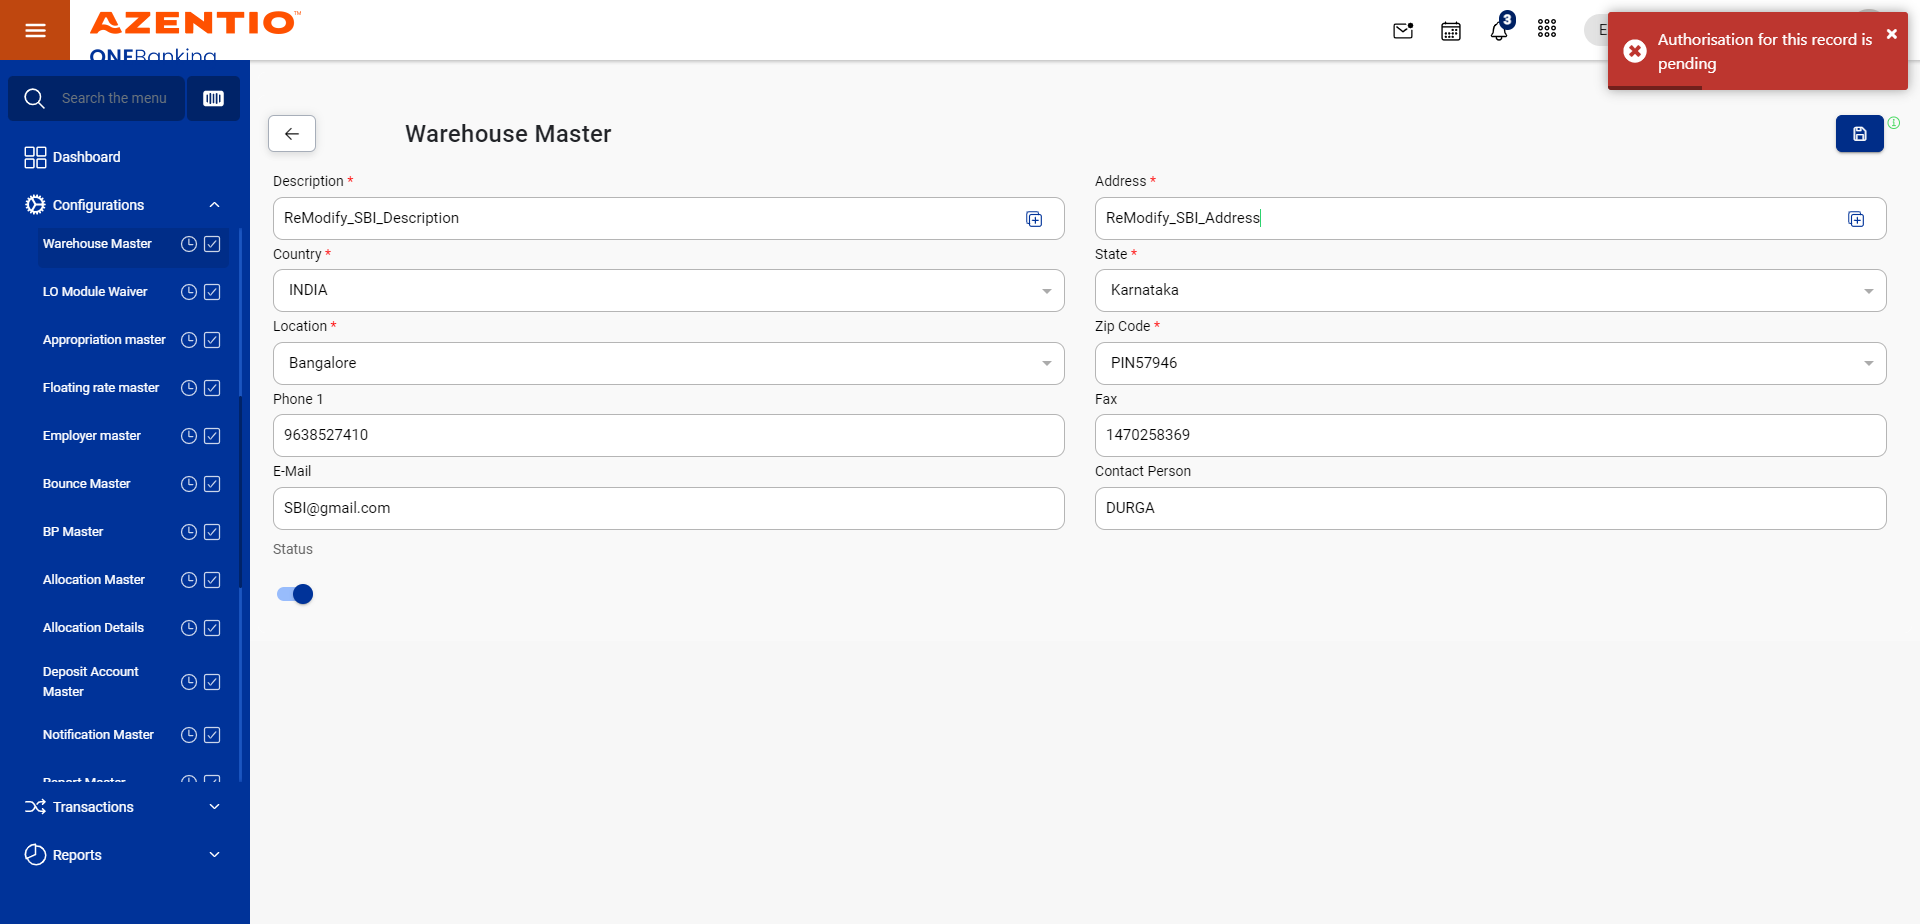 AZENTIO™
ONEBanking
3
E
Authorisation for this record is
pending
Search the menu
Dashboard
Configurations
Warehouse Master
LO Module Waiver
Appropriation master
Floating rate master
Employer master
Bounce Master
BP Master
Allocation Master
Allocation Details
Deposit Account
Master
Notification Master
Report Master
Transactions
Reports
Warehouse Master
Description *
ReModify_SBI_Description
Address *
ReModify_SBI_Address
Country *
INDIA
State *
Karnataka
Location *
Bangalore
Zip Code *
PIN57946
Phone 1
9638527410
Fax
1470258369
E-Mail
SBI@gmail.com
Contact Person
DURGA
Status